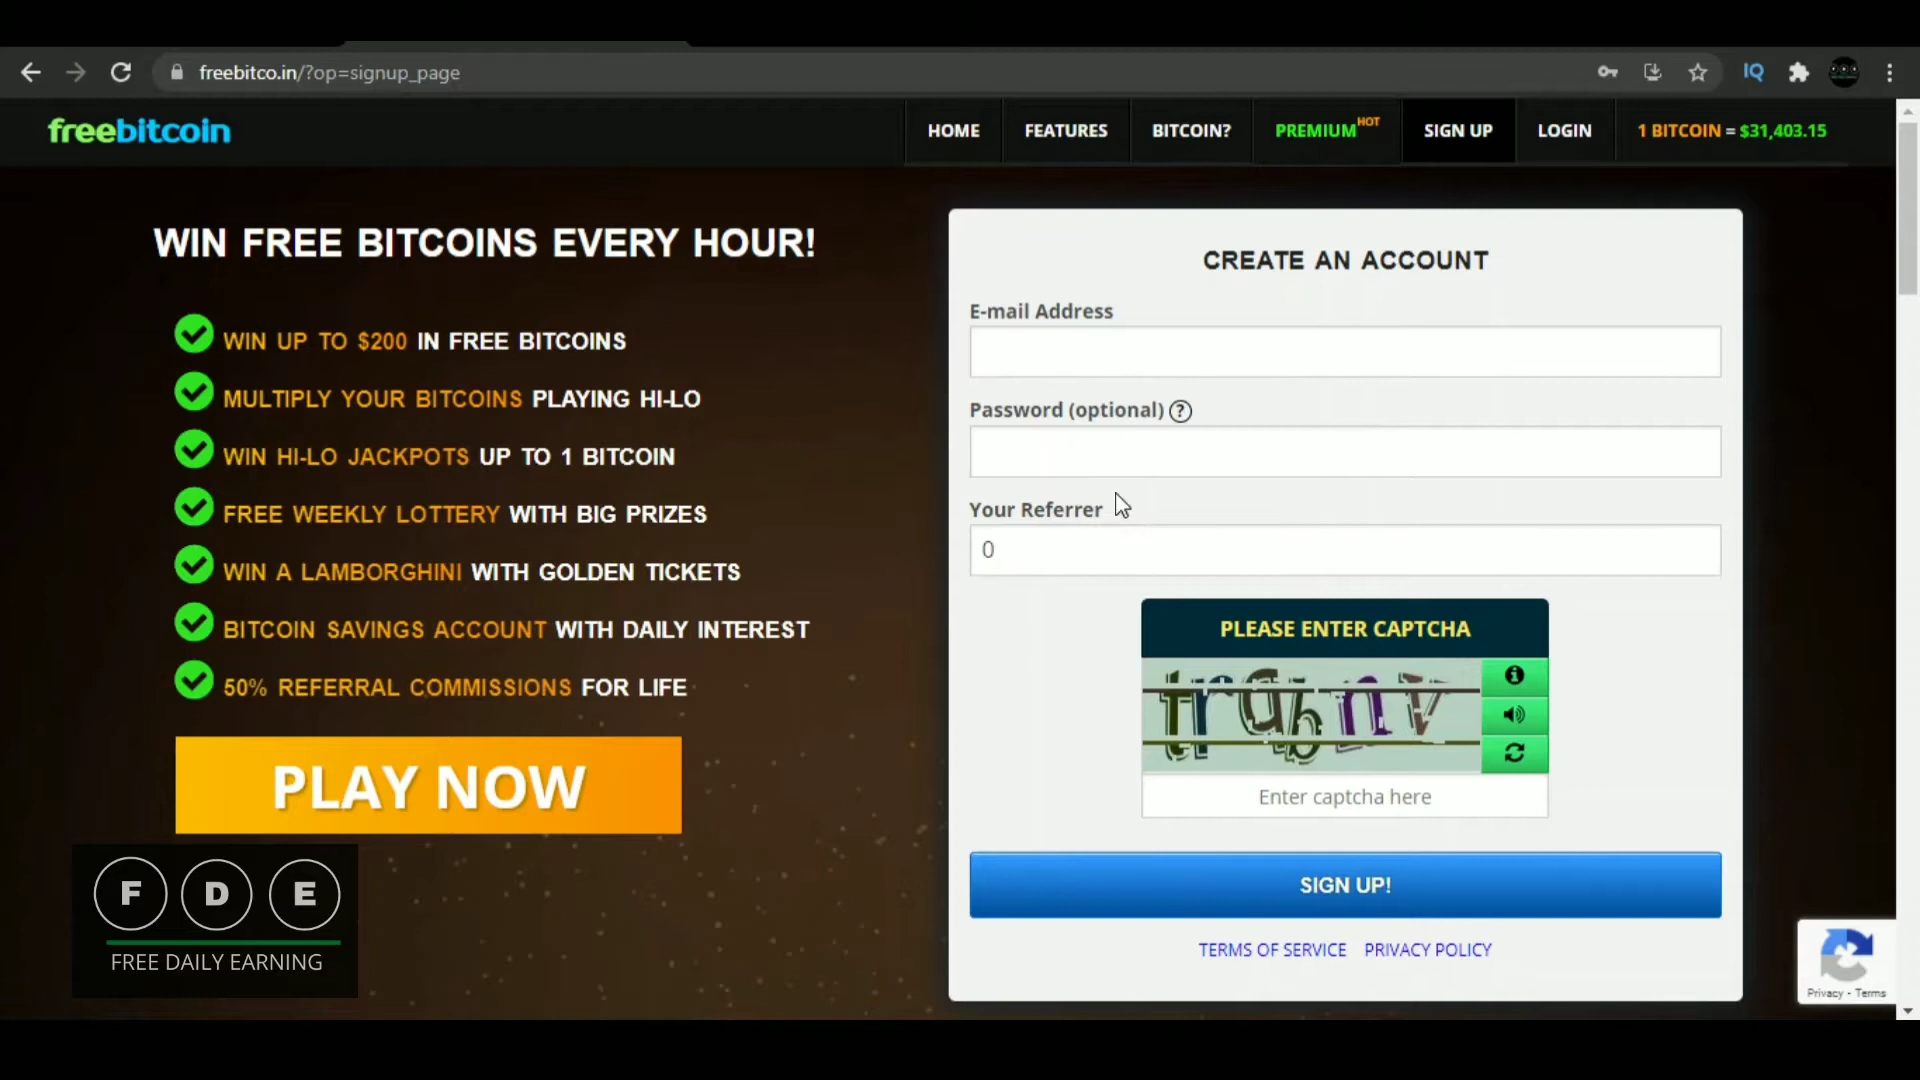 freebitco.in/?op=signup_page
IQ
freebitcoin
HOME
FEATURES
BITCOIN?
PREMIUM HOT
SIGN UP
LOGIN
1 BITCOIN = $31,403.15
WIN FREE BITCOINS EVERY HOUR!
WIN UP TO $200 IN FREE BITCOINS
MULTIPLY YOUR BITCOINS PLAYING HI-LO
WIN HI-LO JACKPOTS UP TO 1 BITCOIN
FREE WEEKLY LOTTERY WITH BIG PRIZES
WIN A LAMBORGHINI WITH GOLDEN TICKETS
BITCOIN SAVINGS ACCOUNT WITH DAILY INTEREST
50% REFERRAL COMMISSIONS FOR LIFE
PLAY NOW
F D E
FREE DAILY EARNING
CREATE AN ACCOUNT
E-mail Address
Password (optional) ?
Your Referrer
0
PLEASE ENTER CAPTCHA
Enter captcha here
SIGN UP!
TERMS OF SERVICE PRIVACY POLICY
Privacy - Terms